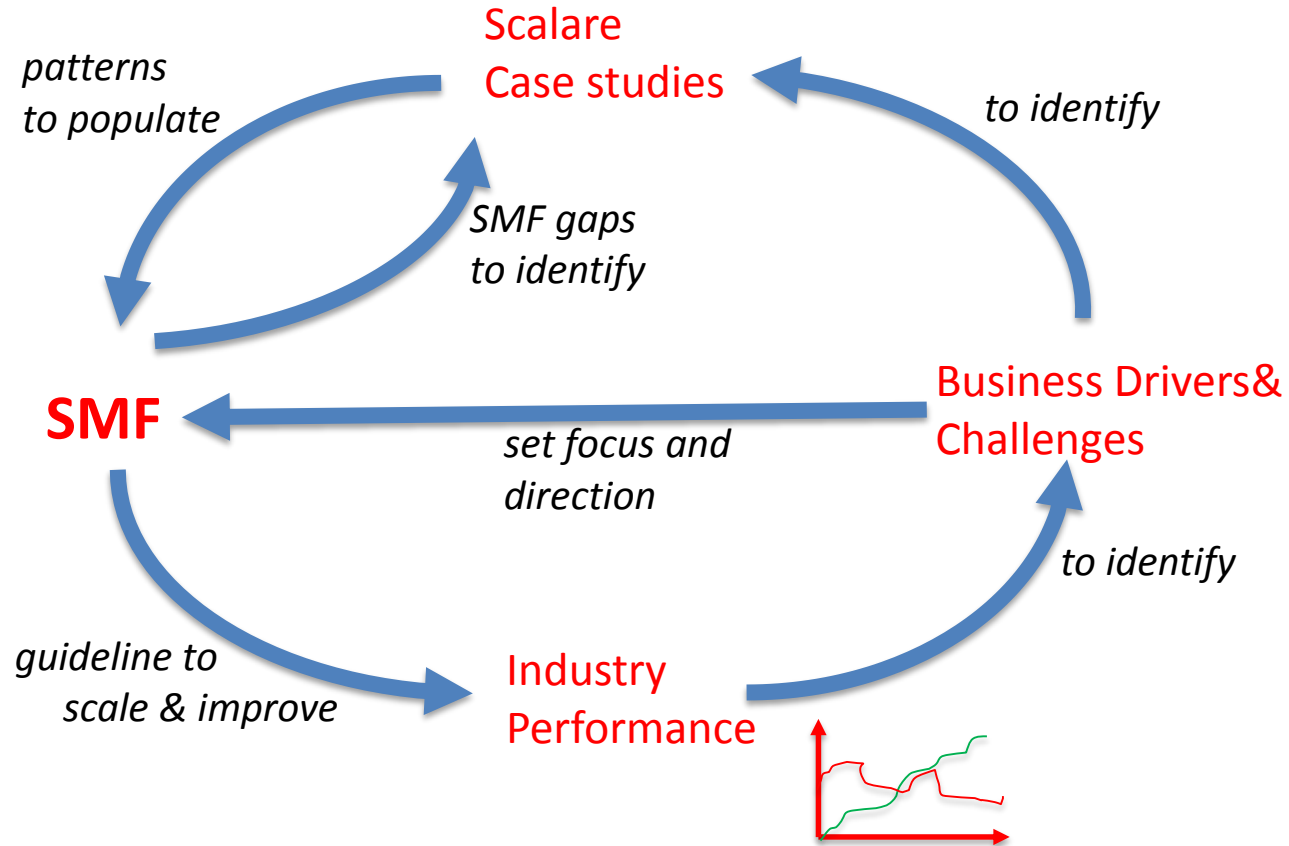 Scalare
Case studies
patterns
to populate
to identify
SMF gaps
to identify
SMF
Business Drivers&
Challenges
set focus and
direction
to identify
guideline to
scale & improve
Industry
Performance